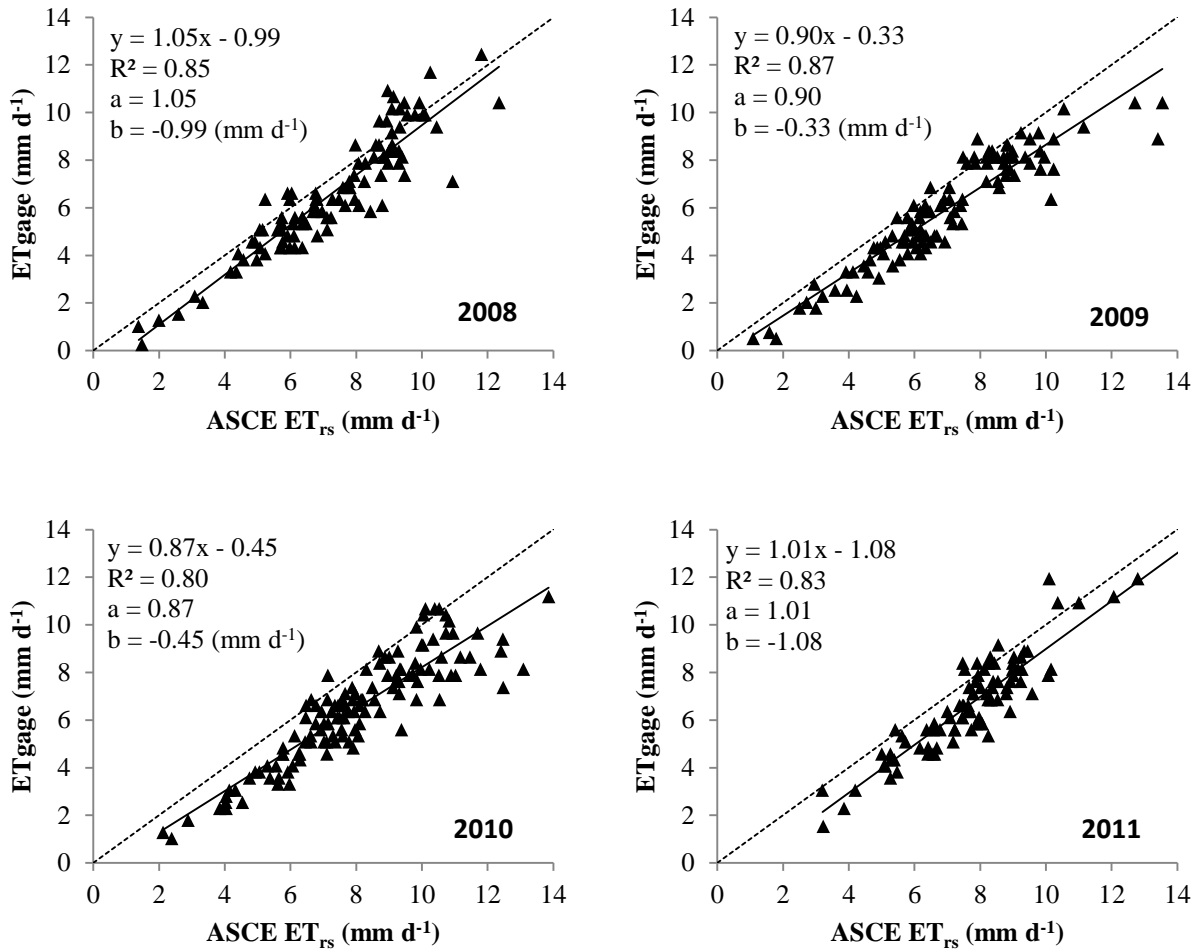 y = 1.05x - 0.99
R² = 0.85
a = 1.05
b = -0.99 (mm d-1)
ETgage (mm d-1)
14
12
10
8
6
4
2
0
0 2 4 6 8 10 12 14
2008
ASCE ETrs (mm d-1)
y = 0.90x - 0.33
R² = 0.87
a = 0.90
b = -0.33 (mm d-1)
ETgage (mm d-1)
14
12
10
8
6
4
2
0
0 2 4 6 8 10 12 14
2009
ASCE ETrs (mm d-1)
y = 0.87x - 0.45
R² = 0.80
a = 0.87
b = -0.45 (mm d-1)
ETgage (mm d-1)
14
12
10
8
6
4
2
0
0 2 4 6 8 10 12 14
2010
ASCE ETrs (mm d-1)
y = 1.01x - 1.08
R² = 0.83
a = 1.01
b = -1.08
ETgage (mm d-1)
14
12
10
8
6
4
2
0
0 2 4 6 8 10 12 14
2011
ASCE ETrs (mm d-1)